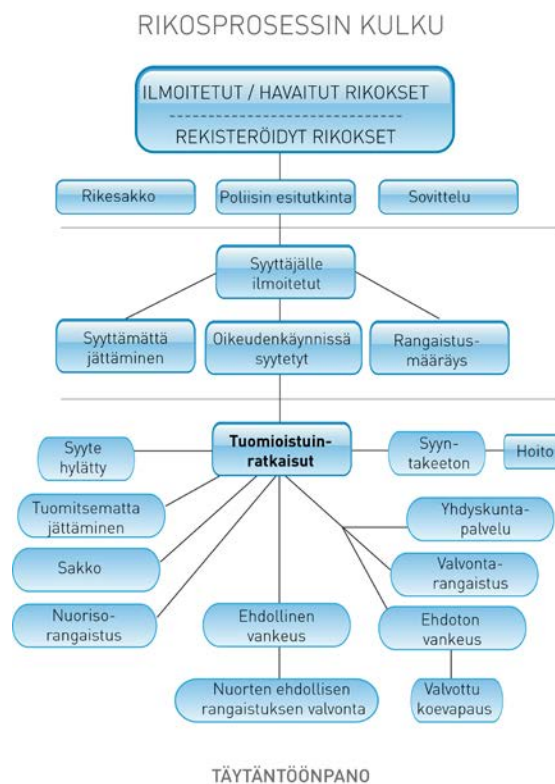 RIKOSPROSESSIN KULKU
ILMOITETUT / HAVAITUT RIKOKSET
REKISTERÖIDYT RIKOKSET
Rikesakko
Poliisin esitutkinta
Sovittelu
Syyttäjälle
ilmoitetut
Syyttämättä
jättäminen
Oikeudenkäynnissä
syytetyt
Rangaistus-
määräys
Syyte
hylätty
Tuomioistuin-
ratkaisut
Syyn-
takeeton
Hoito
Tuomitsematta
jättäminen
Yhdyskunta-
palvelu
Sakko
Valvonta-
rangaistus
Nuoriso-
rangaistus
Ehdollinen
vankeus
Ehdoton
vankeus
Nuorten ehdollisen
rangaistuksen valvonta
Valvottu
koevapaus
TÄYTÄNTÖÖNPANO